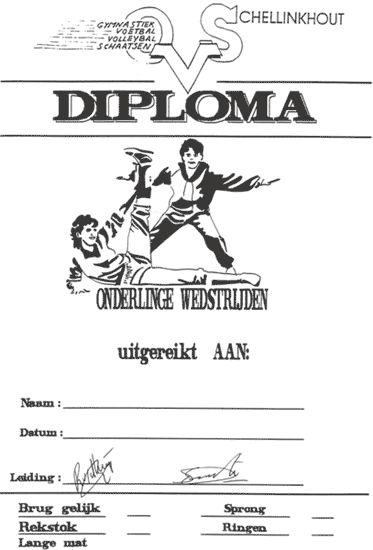 GYMNASTIEK
VOETBAL
VOLLEYBAL
SCHAATSEN
OVS SCHELLINKHOUT
DIPLOMA
ONDERLINGE WEDSTRIJDEN
uitgereikt AAN:
Naam :
Datum :
Leiding :
Brug gelijk
Sprong
Rekstok
Ringen
Lange mat